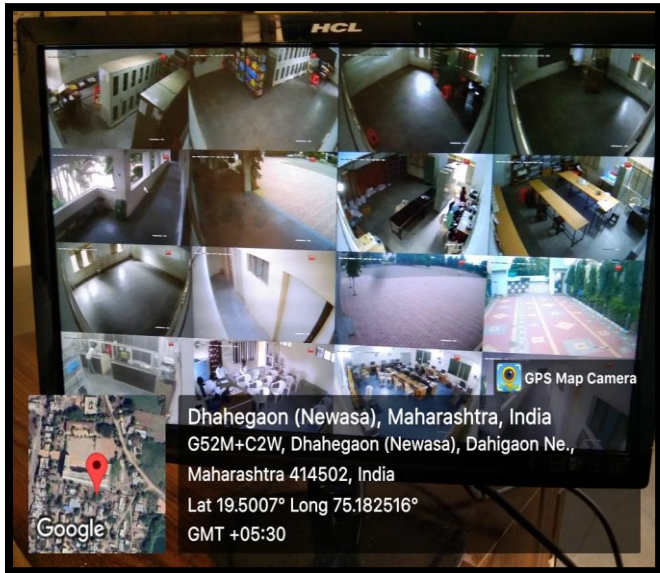 HCL
GPS Map Camera
Dhahegaon (Newasa), Maharashtra, India
G52M+C2W, Dhahegaon (Newasa), Dahigaon Ne.,
Maharashtra 414502, India
Lat 19.5007° Long 75.182516°
GMT +05:30
Google